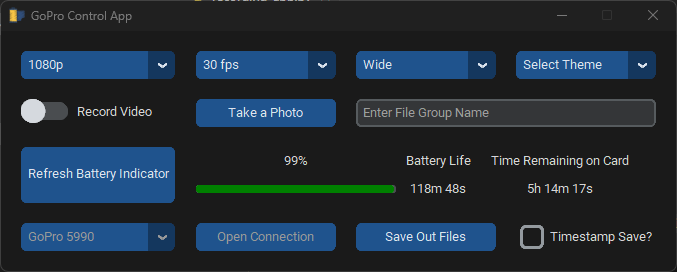 GoPro Control App
1080p
30 fps
Wide
Select Theme
Record Video
Take a Photo
Enter File Group Name
Refresh Battery Indicator
99%
Battery Life
Time Remaining on Card
118m 48s
5h 14m 17s
GoPro 5990
Open Connection
Save Out Files
Timestamp Save?